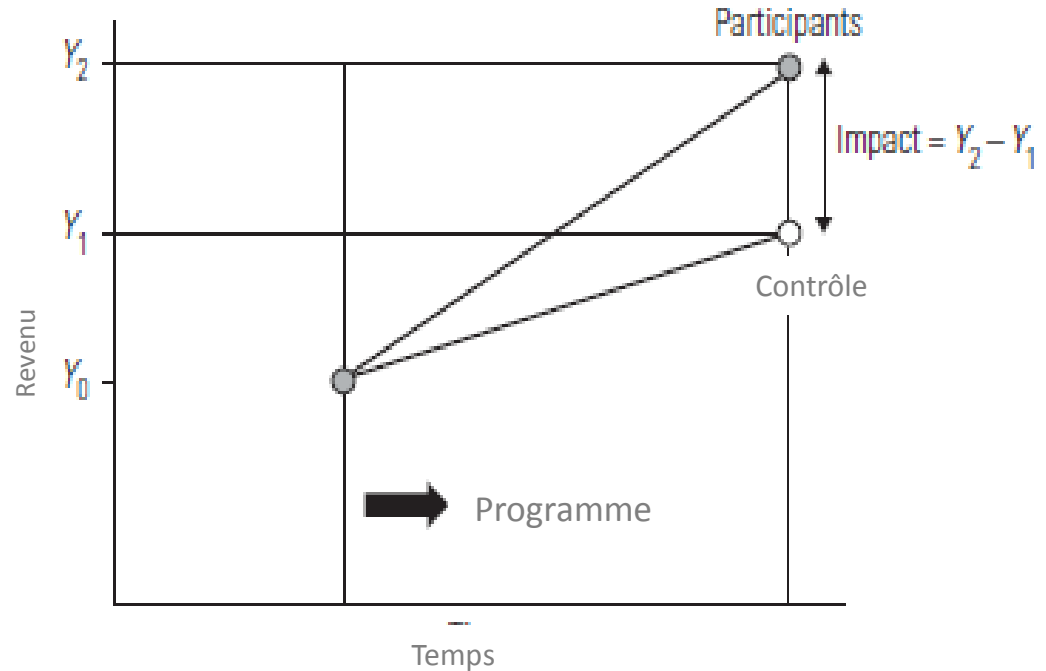 Participants
Y2
Impact = Y2 – Y1
Y1
Contrôle
Revenu
Y0
Programme
Temps